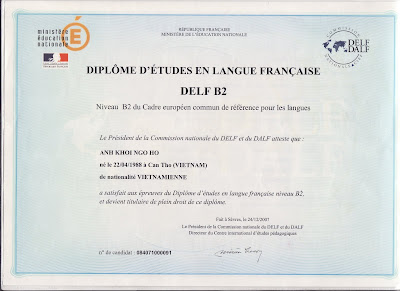 ministère
éducation
nationale
RÉPUBLIQUE FRANÇAISE
MINISTÈRE DE L'ÉDUCATION NATIONALE
COMMISSION
DELF
DALF
NATIONALE
DIPLÔME D'ÉTUDES EN LANGUE FRANÇAISE
DELF B2
Niveau B2 du Cadre européen commun de référence pour les langues
Le Président de la Commission nationale du DELF et du DALF atteste que :
ANH KHOI NGO HO
né le 22/04/1988 à Can Tho (VIETNAM)
de nationalité VIETNAMIENNE
a satisfait aux épreuves du Diplôme d'études en langue française niveau B2,
et devient titulaire de plein droit de ce diplôme.
Fait à Sèvres, le 24/12/2007
Le Président de la Commission nationale du DELF et du DALF
Directeur du Centre international d'études pédagogiques
n° de candidat : 084071000091